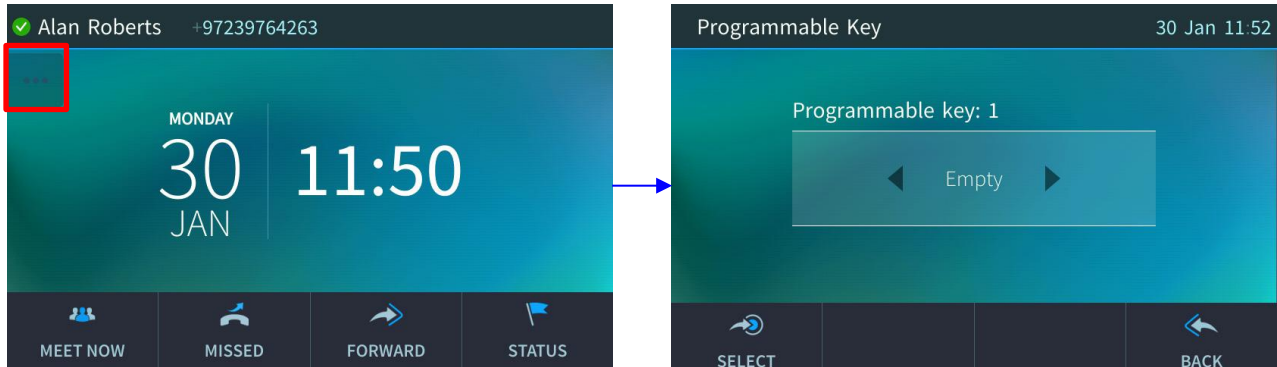 Alan Roberts +97239764263
MONDAY
30
JAN
11:50
MEET NOW MISSED FORWARD STATUS
Programmable Key 30 Jan 11:52
Programmable key: 1
Empty
SELECT BACK